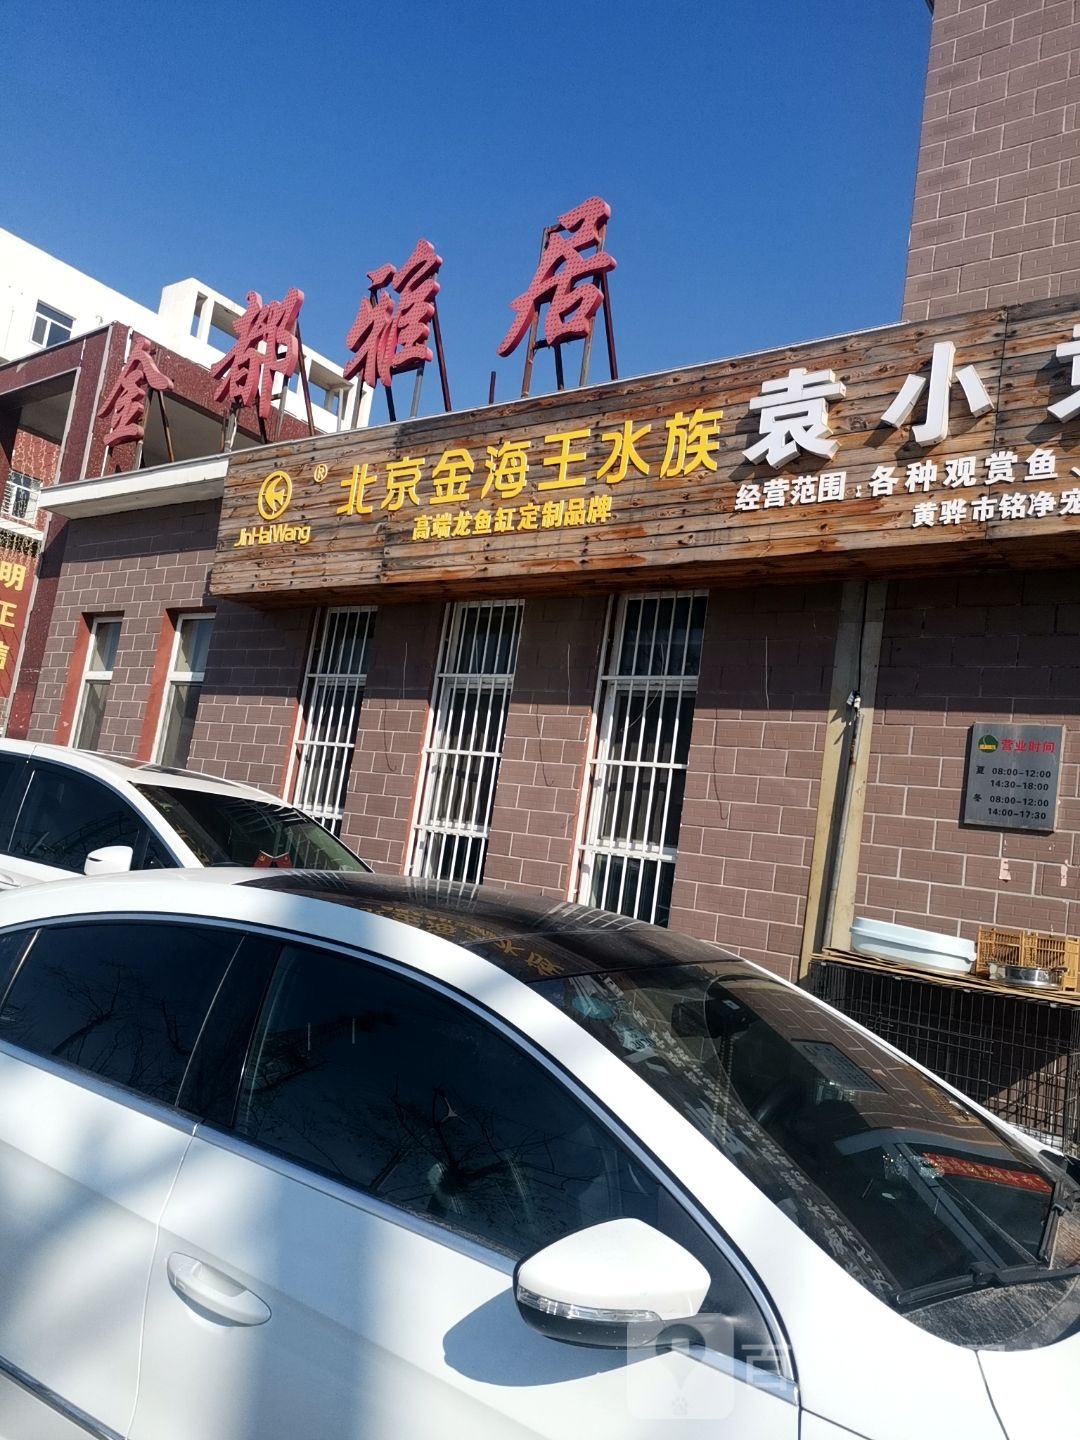 金都雅居
JinHaiWang
®
北京金海王水族
高端龙鱼缸定制品牌
袁小
经营范围：各种观赏鱼、
黄骅市铭净宠
明
正
信
营业时间
夏 08:00-12:00
14:30-18:00
冬 08:00-12:00
14:00-17:30